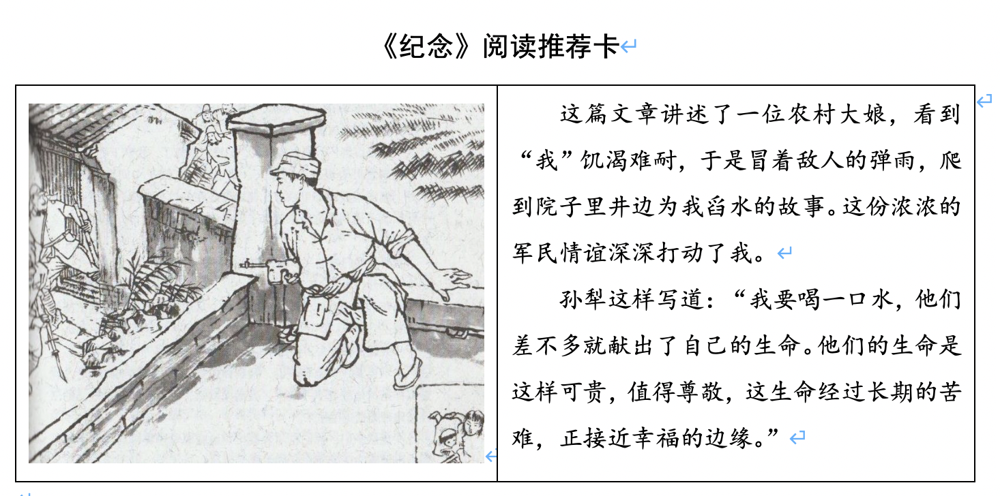 《纪念》阅读推荐卡
这篇文章讲述了一位农村大娘，看到
“我”饥渴难耐，于是冒着敌人的弹雨，爬
到院子里井边为我舀水的故事。这份浓浓的
军民情谊深深打动了我。
孙犁这样写道：“我要喝一口水，他们
差不多就献出了自己的生命。他们的生命是
这样可贵，值得尊敬，这生命经过长期的苦
难，正接近幸福的边缘。”